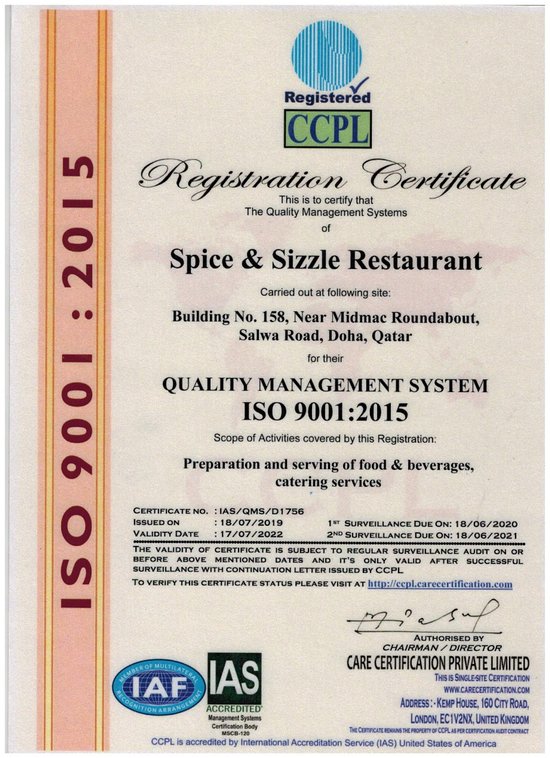 Registered
CCPL
Registration Certificate
This is to certify that
The Quality Management Systems
of
Spice & Sizzle Restaurant
Carried out at following site:
Building No. 158, Near Midmac Roundabout,
Salwa Road, Doha, Qatar
for their
QUALITY MANAGEMENT SYSTEM
ISO 9001:2015
Scope of Activities covered by this Registration:
Preparation and serving of food & beverages,
catering services
CERTIFICATE NO. : IAS/QMS/D1756
ISSUED ON : 18/07/2019 1ST SURVEILLANCE DUE ON: 18/06/2020
VALIDITY DATE : 17/07/2022 2ND SURVEILLANCE DUE ON: 18/06/2021
THE VALIDITY OF CERTIFICATE IS SUBJECT TO REGULAR SURVEILLANCE AUDIT ON OR
BEFORE ABOVE MENTIONED DATES AND IT'S ONLY VALID AFTER SUCCESSFUL
SURVEILLANCE WITH CONTINUATION LETTER ISSUED BY CCPL
TO VERIFY THIS CERTIFICATE STATUS PLEASE VISIT AT http://ccpl.carecertification.com
AUTHORISED BY
CHAIRMAN / DIRECTOR
CARE CERTIFICATION PRIVATE LIMITED
THIS IS SINGLE-SITE CERTIFICATION
WWW.CARECERTIFICATION.COM
ADDRESS:- KEMP HOUSE, 160 CITY ROAD,
LONDON, EC1V2NX, UNITED KINGDOM
THE CERTIFICATE REMAINS THE PROPERTY OF CCPL AS PER CERTIFICATION AUDIT CONTRACT
MEMBER OF MULTILATERAL
IAF
RECOGNITION ARRANGEMENT
IAS
ACCREDITED
Management Systems
Certification Body
MSCB-120
CCPL is accredited by International Accreditation Service (IAS) United States of America
ISO 9001 : 2015
CCPL